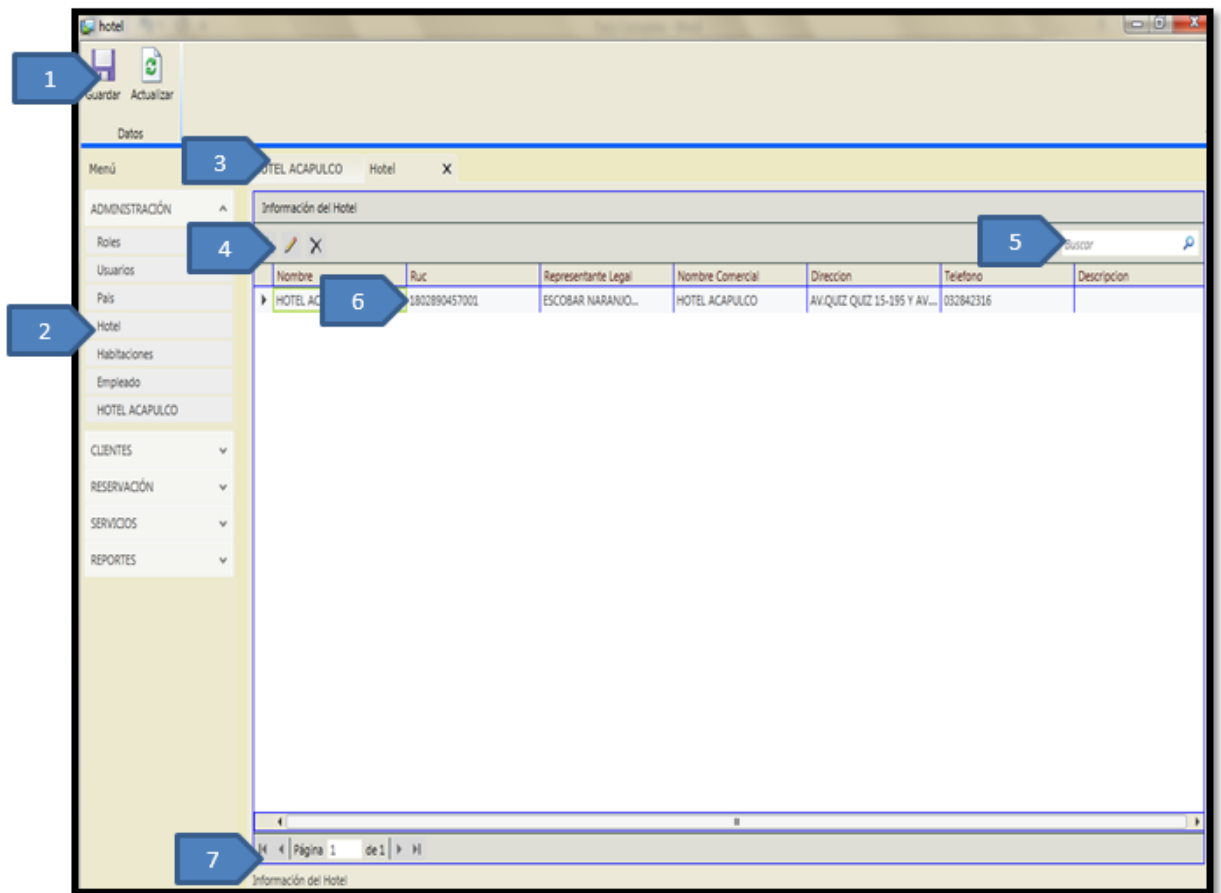 hotel
1
Guardar Actualizar
Datos
Menú
3
HOTEL ACAPULCO Hotel X
ADMINISTRACIÓN
Información del Hotel
Roles
4
5
Buscar
Usuarios
Nombre Ruc Representante Legal Nombre Comercial Direccion Telefono Descripcion
País
HOTEL AC 6 1802890457001 ESCOBAR NARANJO... HOTEL ACAPULCO AV.QUIZ QUIZ 15-195 Y AV... 032842316
2
Hotel
Habitaciones
Empleado
HOTEL ACAPULCO
CLIENTES
RESERVACIÓN
SERVICIOS
REPORTES
7
Página 1 de 1
Información del Hotel